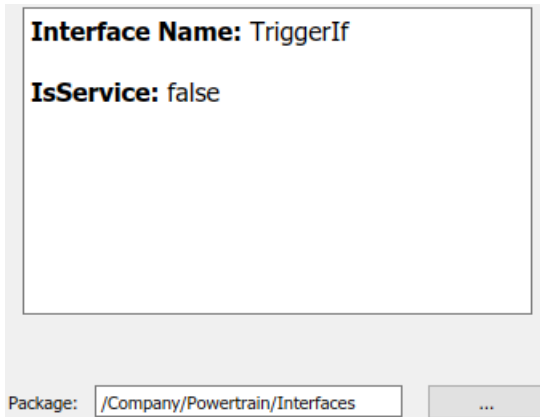 Interface Name: TriggerIf
IsService: false
Package: /Company/Powertrain/Interfaces ...